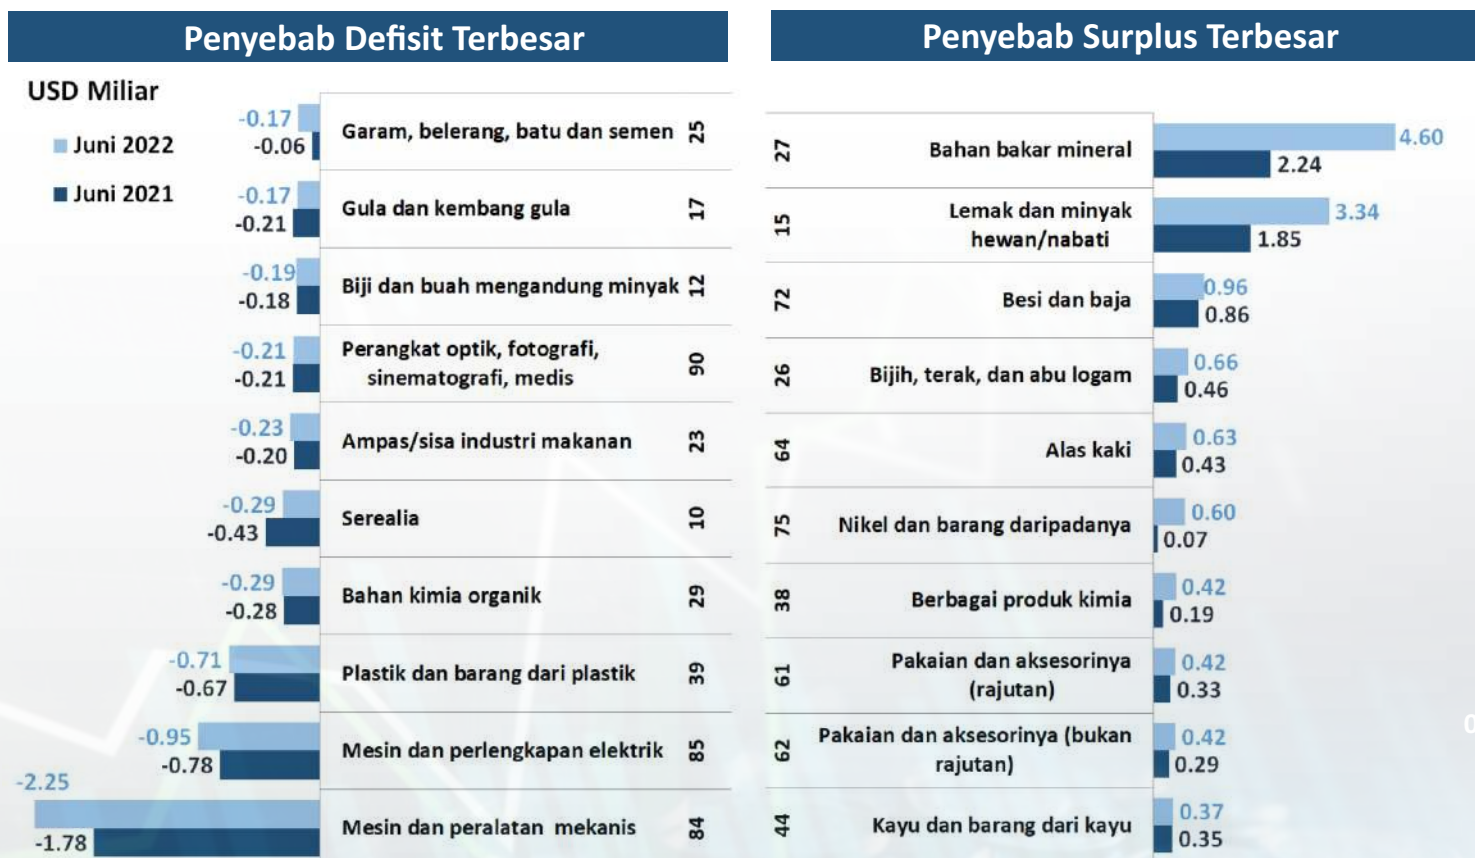 Penyebab Defisit Terbesar
USD Miliar
Juni 2022
Juni 2021
-0.17
-0.06
Garam, belerang, batu dan semen
25
-0.17
-0.21
Gula dan kembang gula
17
-0.19
-0.18
Biji dan buah mengandung minyak
12
-0.21
-0.21
Perangkat optik, fotografi,
sinematografi, medis
90
-0.23
-0.20
Ampas/sisa industri makanan
23
-0.29
-0.43
Serealia
10
-0.29
-0.28
Bahan kimia organik
29
-0.71
-0.67
Plastik dan barang dari plastik
39
-0.95
-0.78
Mesin dan perlengkapan elektrik
85
-2.25
-1.78
Mesin dan peralatan mekanis
84
Penyebab Surplus Terbesar
27
Bahan bakar mineral
4.60
2.24
15
Lemak dan minyak
hewan/nabati
3.34
1.85
72
Besi dan baja
0.96
0.86
26
Bijih, terak, dan abu logam
0.66
0.46
64
Alas kaki
0.63
0.43
75
Nikel dan barang daripadanya
0.60
0.07
38
Berbagai produk kimia
0.42
0.19
61
Pakaian dan aksesorinya
(rajutan)
0.42
0.33
62
Pakaian dan aksesorinya (bukan
rajutan)
0.42
0.29
44
Kayu dan barang dari kayu
0.37
0.35